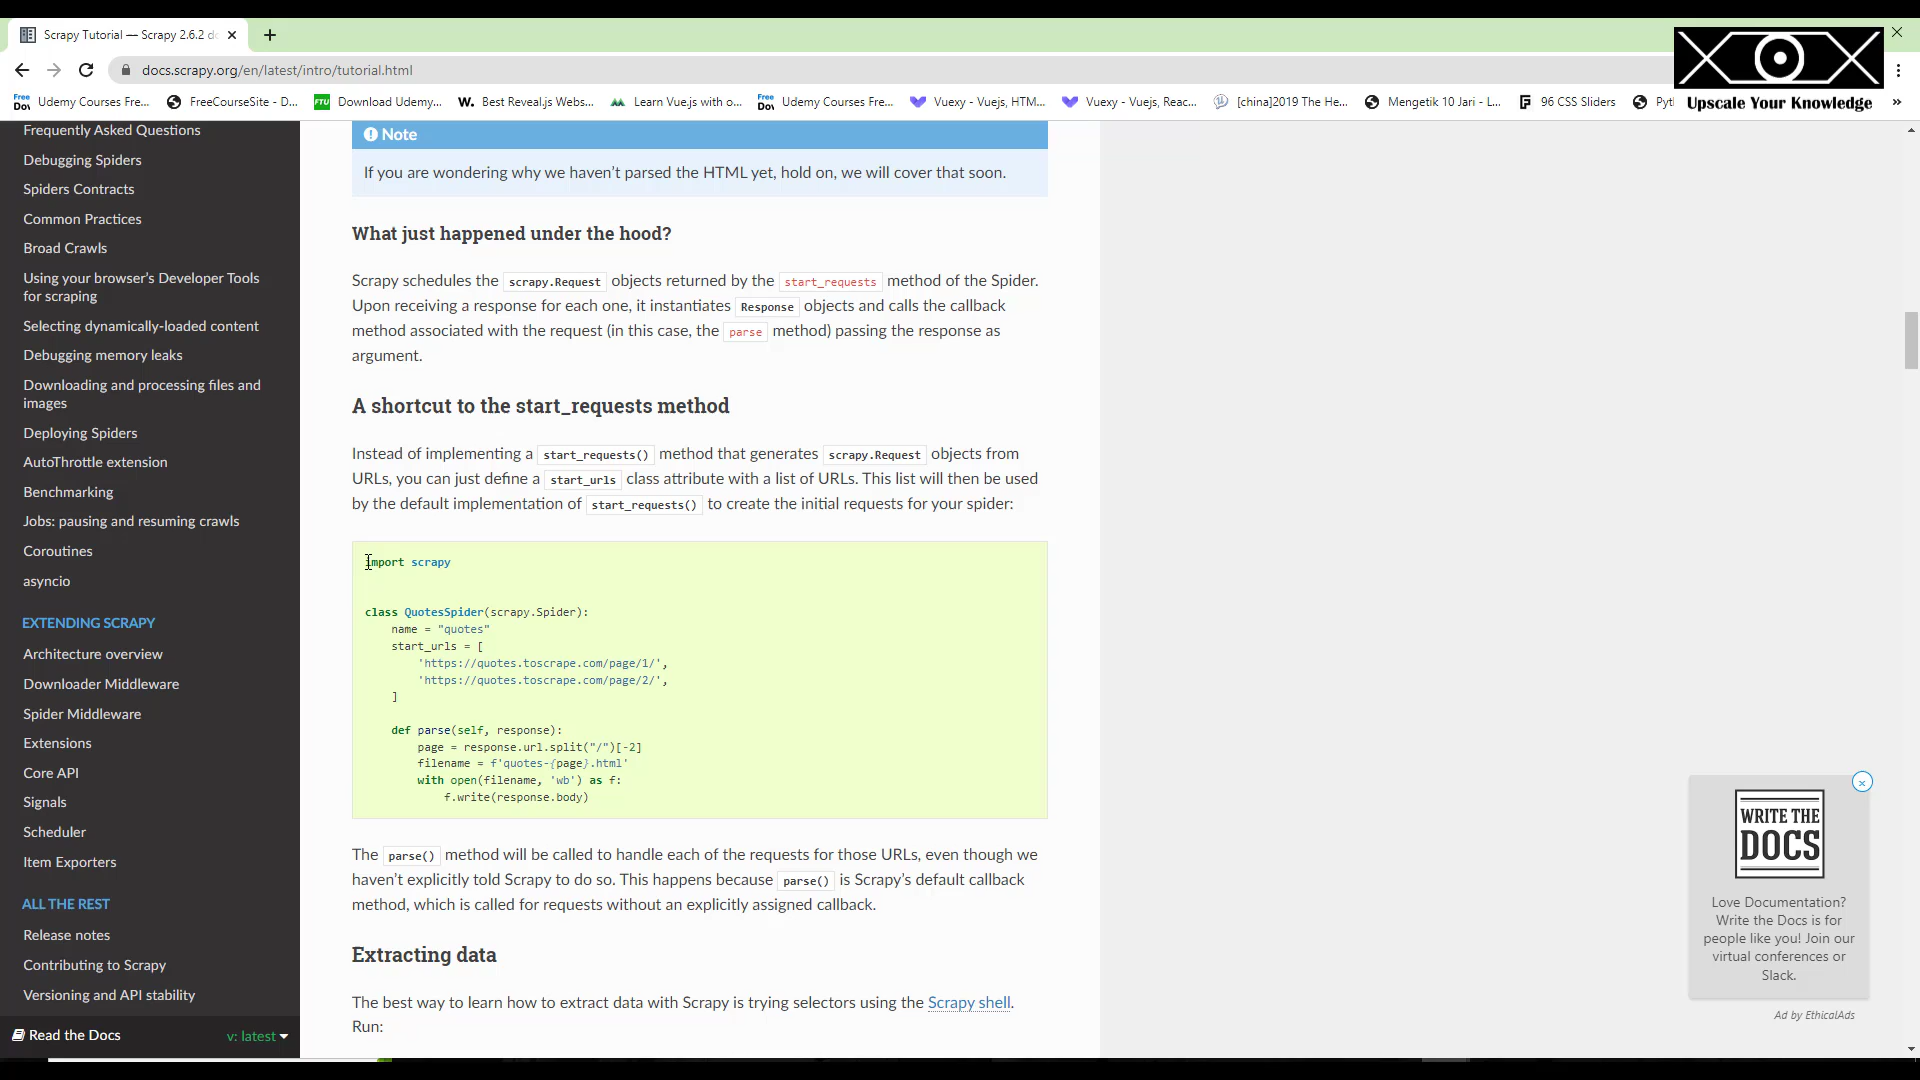 Scrapy Tutorial — Scrapy 2.6.2 do
docs.scrapy.org/en/latest/intro/tutorial.html
Upscale Your Knowledge
Udemy Courses Fre...
FreeCourseSite - D...
Download Udemy...
Best Reveal.js Webs...
Learn Vue.js with o...
Udemy Courses Fre...
Vuexy - Vuejs, HTM...
Vuexy - Vuejs, Reac...
[china]2019 The He...
Mengetik 10 Jari - L...
96 CSS Sliders
Pyt
Frequently Asked Questions
Debugging Spiders
Spiders Contracts
Common Practices
Broad Crawls
Using your browser's Developer Tools
for scraping
Selecting dynamically-loaded content
Debugging memory leaks
Downloading and processing files and
images
Deploying Spiders
AutoThrottle extension
Benchmarking
Jobs: pausing and resuming crawls
Coroutines
asyncio
EXTENDING SCRAPY
Architecture overview
Downloader Middleware
Spider Middleware
Extensions
Core API
Signals
Scheduler
Item Exporters
ALL THE REST
Release notes
Contributing to Scrapy
Versioning and API stability
Read the Docs
v: latest
Note
If you are wondering why we haven't parsed the HTML yet, hold on, we will cover that soon.
What just happened under the hood?
Scrapy schedules the scrapy.Request objects returned by the start_requests method of the Spider.
Upon receiving a response for each one, it instantiates Response objects and calls the callback
method associated with the request (in this case, the parse method) passing the response as
argument.
A shortcut to the start_requests method
Instead of implementing a start_requests() method that generates scrapy.Request objects from
URLs, you can just define a start_urls class attribute with a list of URLs. This list will then be used
by the default implementation of start_requests() to create the initial requests for your spider:
import scrapy
class QuotesSpider(scrapy.Spider):
name = "quotes"
start_urls = [
'https://quotes.toscrape.com/page/1/',
'https://quotes.toscrape.com/page/2/',
]
def parse(self, response):
page = response.url.split("/")[-2]
filename = f'quotes-{page}.html'
with open(filename, 'wb') as f:
f.write(response.body)
The parse() method will be called to handle each of the requests for those URLs, even though we
haven't explicitly told Scrapy to do so. This happens because parse() is Scrapy's default callback
method, which is called for requests without an explicitly assigned callback.
Extracting data
The best way to learn how to extract data with Scrapy is trying selectors using the Scrapy shell.
Run:
WRITE THE
DOCS
Love Documentation?
Write the Docs is for
people like you! Join our
virtual conferences or
Slack.
Ad by EthicalAds